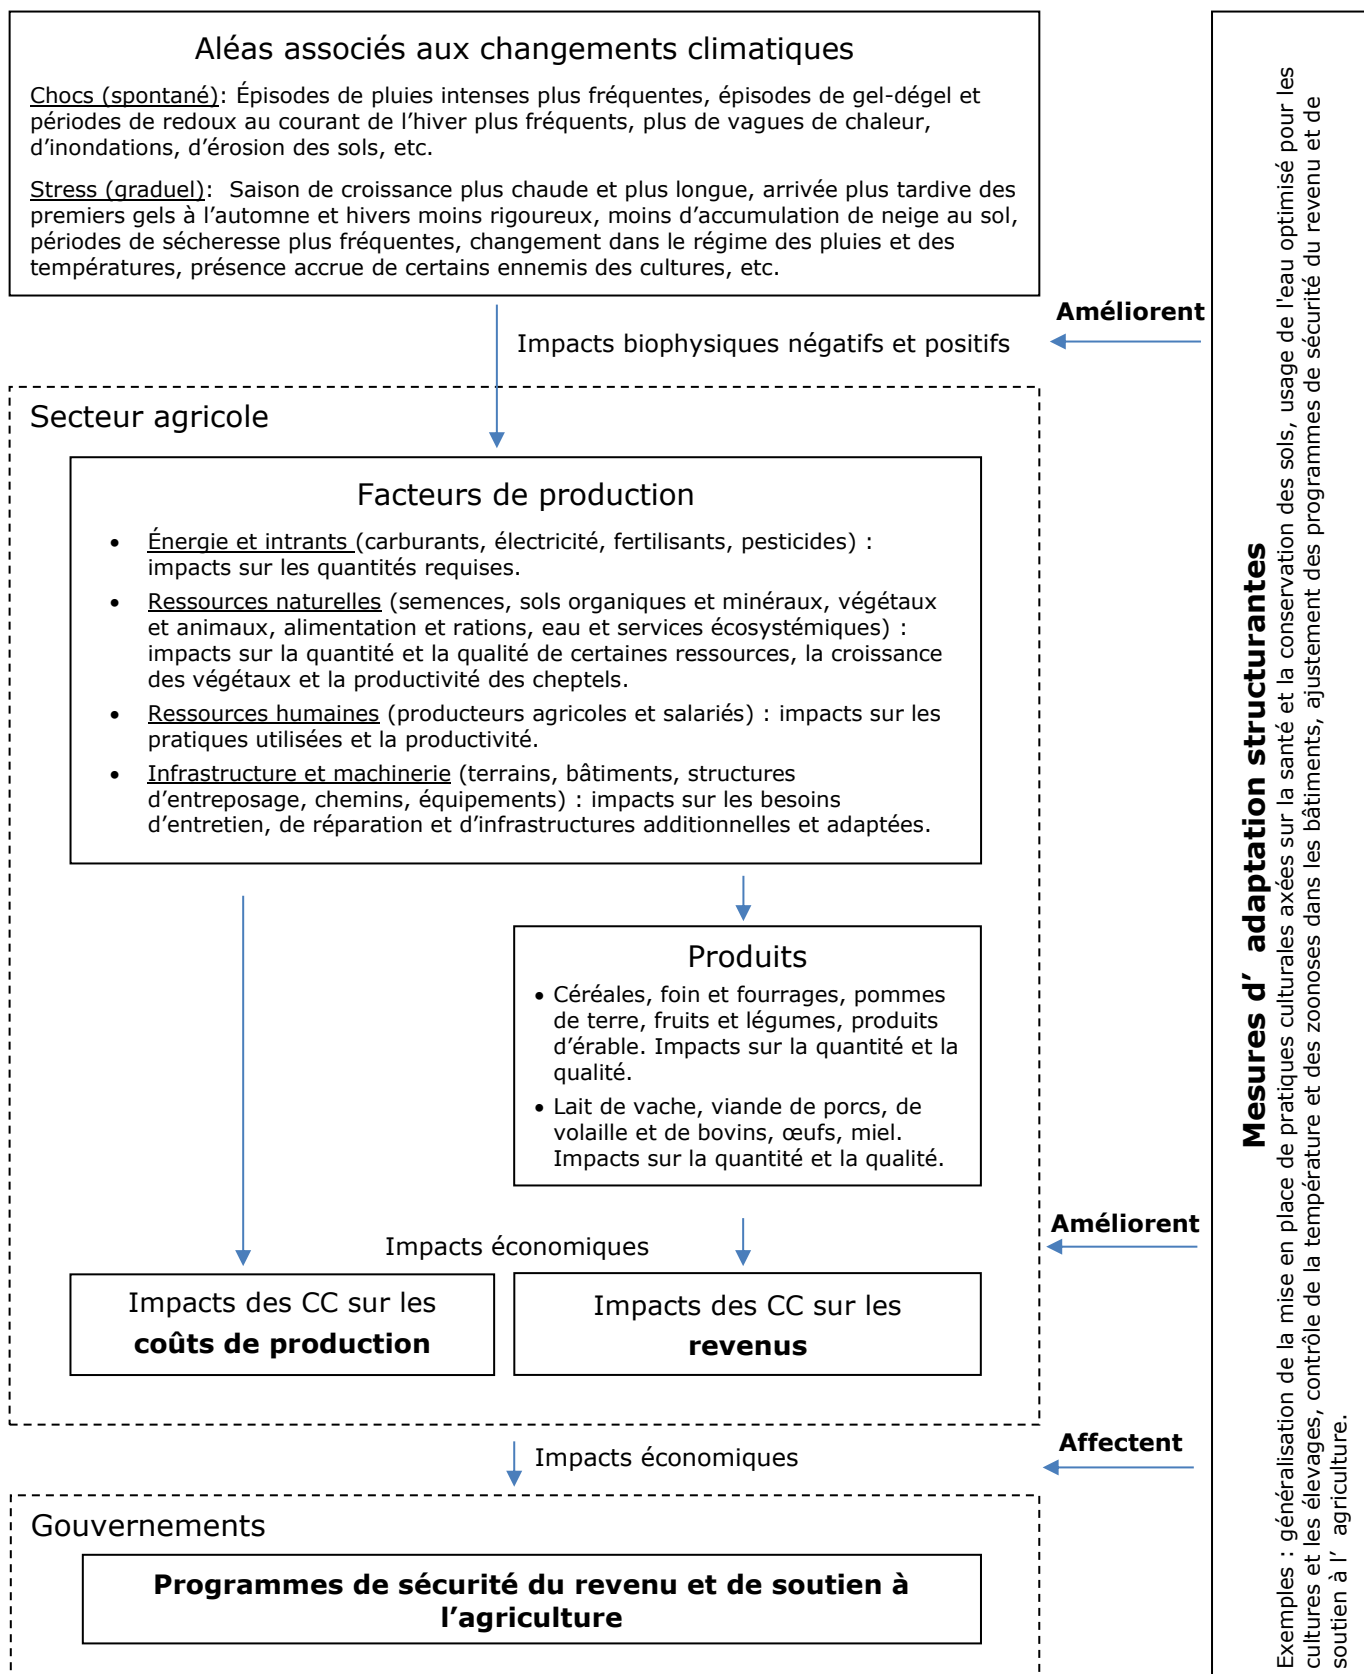 Aléas associés aux changements climatiques
Chocs (spontané): Épisodes de pluies intenses plus fréquentes, épisodes de gel-dégel et
périodes de redoux au courant de l’hiver plus fréquents, plus de vagues de chaleur,
d’inondations, d’érosion des sols, etc.
Stress (graduel): Saison de croissance plus chaude et plus longue, arrivée plus tardive des
premiers gels à l’automne et hivers moins rigoureux, moins d’accumulation de neige au sol,
périodes de sécheresse plus fréquentes, changement dans le régime des pluies et des
températures, présence accrue de certains ennemis des cultures, etc.
Améliorent
Impacts biophysiques négatifs et positifs
Secteur agricole
Facteurs de production
• Énergie et intrants (carburants, électricité, fertilisants, pesticides) :
impacts sur les quantités requises.
• Ressources naturelles (semences, sols organiques et minéraux, végétaux
et animaux, alimentation et rations, eau et services écosystémiques) :
impacts sur la quantité et la qualité de certaines ressources, la croissance
des végétaux et la productivité des cheptels.
• Ressources humaines (producteurs agricoles et salariés) : impacts sur les
pratiques utilisées et la productivité.
• Infrastructure et machinerie (terrains, bâtiments, structures
d’entreposage, chemins, équipements) : impacts sur les besoins
d’entretien, de réparation et d’infrastructures additionnelles et adaptées.
Produits
• Céréales, foin et fourrages, pommes
de terre, fruits et légumes, produits
d’érable. Impacts sur la quantité et la
qualité.
• Lait de vache, viande de porcs, de
volaille et de bovins, œufs, miel.
Impacts sur la quantité et la qualité.
Améliorent
Impacts économiques
Impacts des CC sur les
coûts de production
Impacts des CC sur les
revenus
Affectent
Impacts économiques
Gouvernements
Programmes de sécurité du revenu et de soutien à
l’agriculture
Mesures d’ adaptation structurantes
Exemples : généralisation de la mise en place de pratiques culturales axées sur la santé et la conservation des sols, usage de l'eau optimisé pour les
cultures et les élevages, contrôle de la température et des zoonoses dans les bâtiments, ajustement des programmes de sécurité du revenu et de
soutien à l’ agriculture.